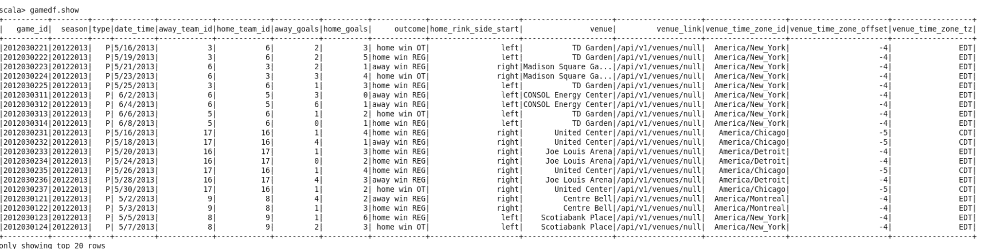 scala> gamedf.show
+----------+--------+----+---------+------------+------------+----------+----------+------------+--------------------+--------------------+--------------------+------------------+----------------------+------------------+
|   game_id|  season|type|date_time|away_team_id|home_team_id|away_goals|home_goals|     outcome|home_rink_side_start|               venue|          venue_link|venue_time_zone_id|venue_time_zone_offset|venue_time_zone_tz|
+----------+--------+----+---------+------------+------------+----------+----------+------------+--------------------+--------------------+--------------------+------------------+----------------------+------------------+
|2012030221|20122013|   P|5/16/2013|           3|           6|         2|         3| home win OT|                left|           TD Garden|/api/v1/venues/null|  America/New_York|                    -4|               EDT|
|2012030222|20122013|   P|5/19/2013|           3|           6|         2|         5|home win REG|                left|           TD Garden|/api/v1/venues/null|  America/New_York|                    -4|               EDT|
|2012030223|20122013|   P|5/21/2013|           6|           3|         2|         1|away win REG|               right|Madison Square Ga...|/api/v1/venues/null|  America/New_York|                    -4|               EDT|
|2012030224|20122013|   P|5/23/2013|           6|           3|         3|         4| home win OT|               right|Madison Square Ga...|/api/v1/venues/null|  America/New_York|                    -4|               EDT|
|2012030225|20122013|   P|5/25/2013|           3|           6|         1|         3|home win REG|                left|           TD Garden|/api/v1/venues/null|  America/New_York|                    -4|               EDT|
|2012030311|20122013|   P| 6/2/2013|           6|           5|         3|         0|away win REG|                left|CONSOL Energy Center|/api/v1/venues/null|  America/New_York|                    -4|               EDT|
|2012030312|20122013|   P| 6/4/2013|           6|           5|         6|         1|away win REG|                left|CONSOL Energy Center|/api/v1/venues/null|  America/New_York|                    -4|               EDT|
|2012030313|20122013|   P| 6/6/2013|           5|           6|         1|         2| home win OT|                left|           TD Garden|/api/v1/venues/null|  America/New_York|                    -4|               EDT|
|2012030314|20122013|   P| 6/8/2013|           5|           6|         0|         1|home win REG|                left|           TD Garden|/api/v1/venues/null|  America/New_York|                    -4|               EDT|
|2012030231|20122013|   P|5/16/2013|          17|          16|         1|         4|home win REG|               right|       United Center|/api/v1/venues/null|   America/Chicago|                    -5|               CDT|
|2012030232|20122013|   P|5/18/2013|          17|          16|         4|         1|away win REG|               right|       United Center|/api/v1/venues/null|   America/Chicago|                    -5|               CDT|
|2012030233|20122013|   P|5/20/2013|          16|          17|         1|         3|home win REG|               right|     Joe Louis Arena|/api/v1/venues/null|   America/Detroit|                    -4|               EDT|
|2012030234|20122013|   P|5/24/2013|          16|          17|         0|         2|home win REG|               right|     Joe Louis Arena|/api/v1/venues/null|   America/Detroit|                    -4|               EDT|
|2012030235|20122013|   P|5/26/2013|          17|          16|         1|         4|home win REG|               right|       United Center|/api/v1/venues/null|   America/Chicago|                    -5|               CDT|
|2012030236|20122013|   P|5/28/2013|          16|          17|         4|         3|away win REG|               right|     Joe Louis Arena|/api/v1/venues/null|   America/Detroit|                    -4|               EDT|
|2012030237|20122013|   P|5/30/2013|          17|          16|         1|         2| home win OT|               right|       United Center|/api/v1/venues/null|   America/Chicago|                    -5|               CDT|
|2012030121|20122013|   P| 5/2/2013|           9|           8|         4|         2|away win REG|               right|         Centre Bell|/api/v1/venues/null|  America/Montreal|                    -4|               EDT|
|2012030122|20122013|   P| 5/3/2013|           9|           8|         1|         3|home win REG|               right|         Centre Bell|/api/v1/venues/null|  America/Montreal|                    -4|               EDT|
|2012030123|20122013|   P| 5/5/2013|           8|           9|         1|         6|home win REG|                left|    Scotiabank Place|/api/v1/venues/null|  America/New_York|                    -4|               EDT|
|2012030124|20122013|   P| 5/7/2013|           8|           9|         2|         3| home win OT|                left|    Scotiabank Place|/api/v1/venues/null|  America/New_York|                    -4|               EDT|
+----------+--------+----+---------+------------+------------+----------+----------+------------+--------------------+--------------------+--------------------+------------------+----------------------+------------------+
only showing top 20 rows